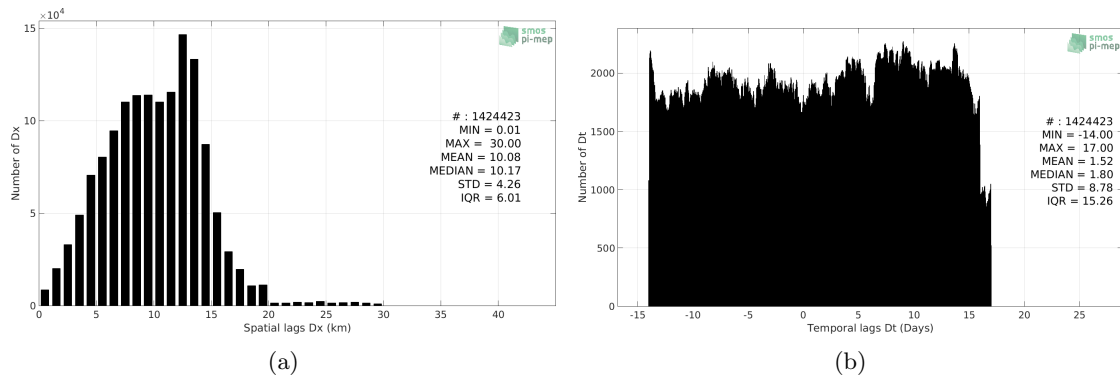 ×10⁴
15
10
5
0
Number of Dx
0 5 10 15 20 25 30 35 40
Spatial lags Dx (km)
smos
pi-mep
# : 1424423
MIN = 0.01
MAX = 30.00
MEAN = 10.08
MEDIAN = 10.17
STD = 4.26
IQR = 6.01
(a)
2000
1500
1000
500
0
Number of Dt
-15 -10 -5 0 5 10 15 20 25
Temporal lags Dt (Days)
smos
pi-mep
# : 1424423
MIN = -14.00
MAX = 17.00
MEAN = 1.52
MEDIAN = 1.80
STD = 8.78
IQR = 15.26
(b)